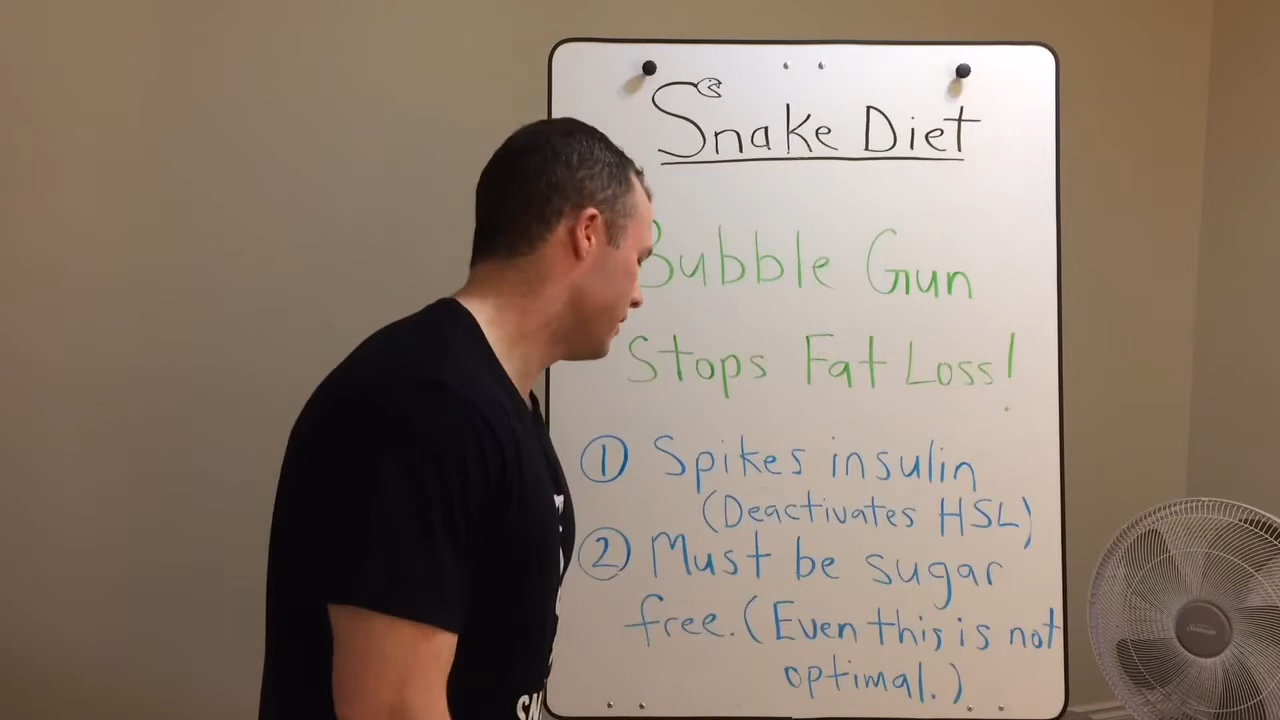 Snake Diet
Bubble Gun
Stops Fat Loss!
① Spikes insulin
(Deactivates HSL)
② Must be sugar
free. (Even this is not
optimal.)
SN